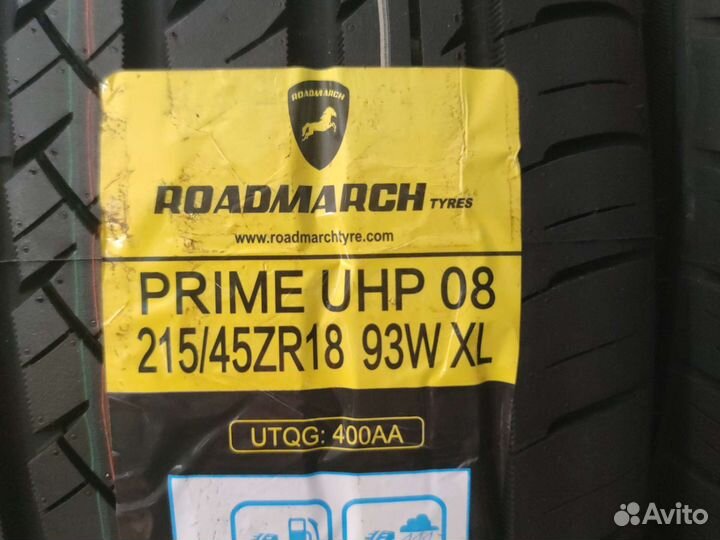 ROADMARCH
ROADMARCH TYRES
www.roadmarchtyre.com
PRIME UHP 08
215/45ZR18 93W XL
UTQG: 400AA
Avito